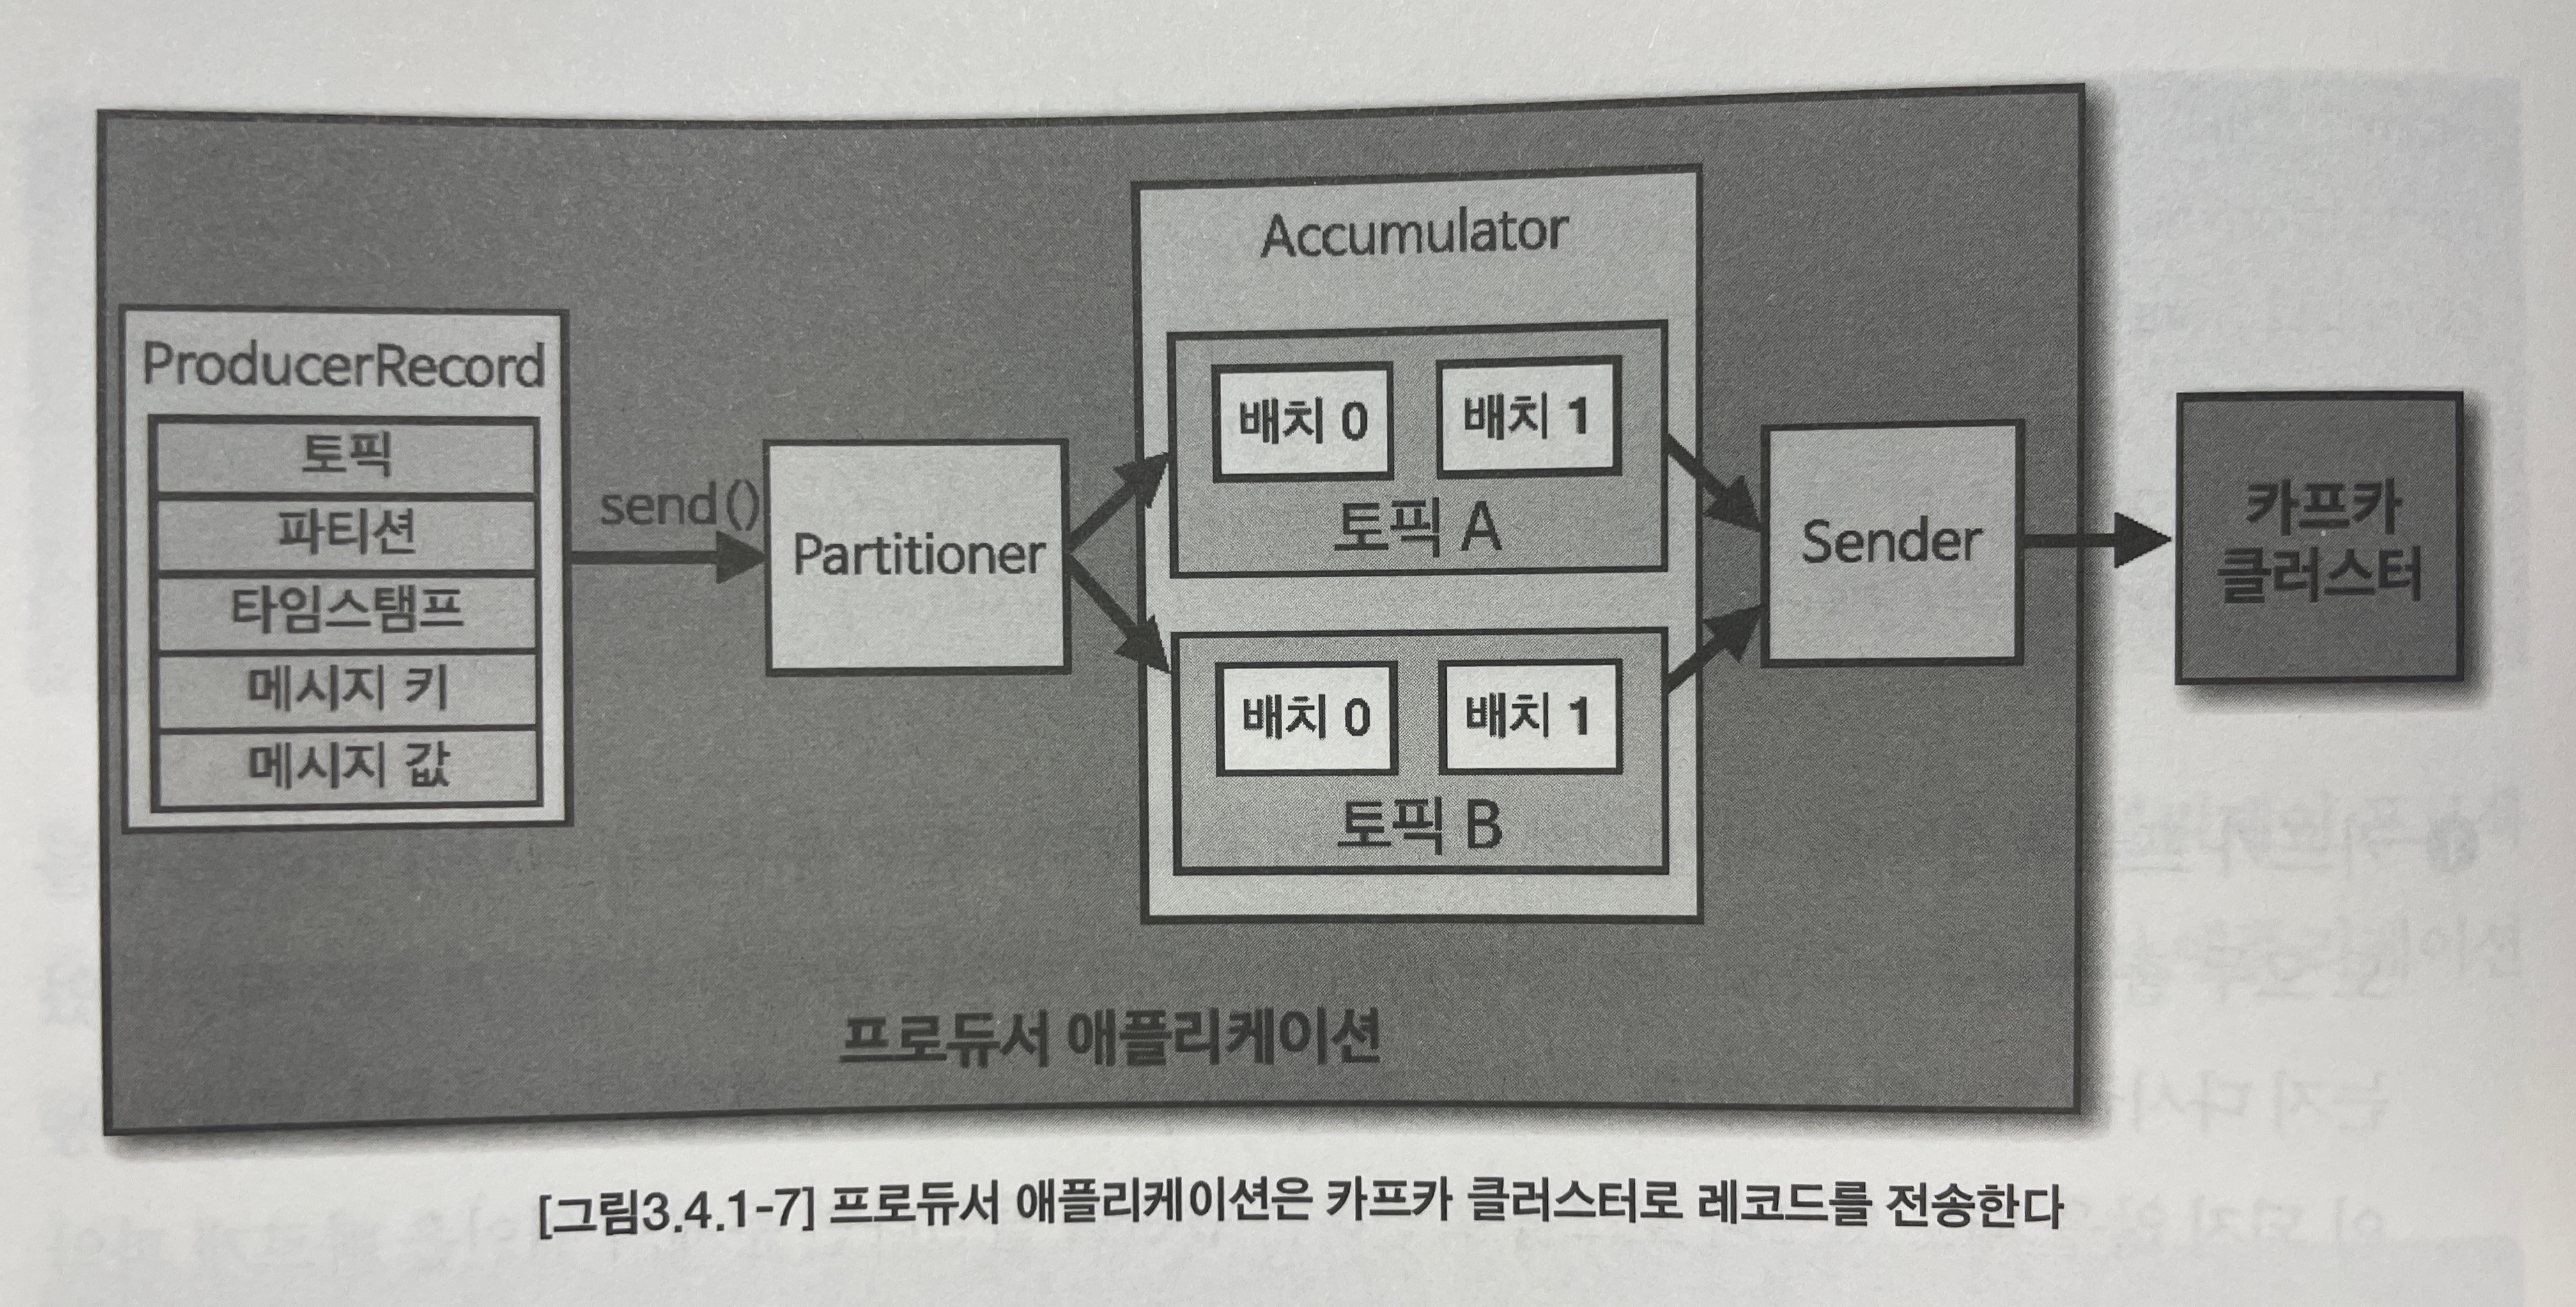 ProducerRecord
토픽
파티션
타임스탬프
메시지 키
메시지 값
send()
Partitioner
Accumulator
배치 0
배치 1
토픽 A
배치 0
배치 1
토픽 B
Sender
카프카
클러스터
프로듀서 애플리케이션
[그림3.4.1-7] 프로듀서 애플리케이션은 카프카 클러스터로 레코드를 전송한다